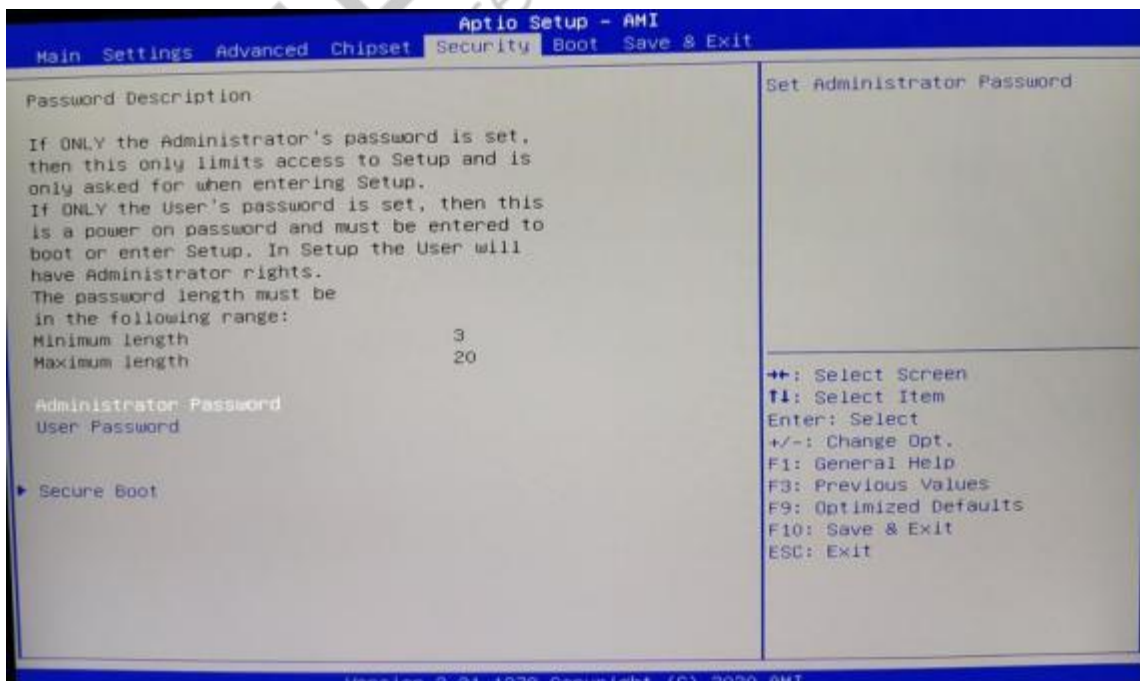 Aptio Setup - AMI
Main Settings Advanced Chipset Security Boot Save & Exit
Password Description
If ONLY the Administrator's password is set,
then this only limits access to Setup and is
only asked for when entering Setup.
If ONLY the User's password is set, then this
is a power on password and must be entered to
boot or enter Setup. In Setup the User will
have Administrator rights.
The password length must be
in the following range:
Minimum length 3
Maximum length 20
Administrator Password
User Password
► Secure Boot
Set Administrator Password
→←: Select Screen
↑↓: Select Item
Enter: Select
+/-: Change Opt.
F1: General Help
F3: Previous Values
F9: Optimized Defaults
F10: Save & Exit
ESC: Exit
Copyright (C) 2020 AMI